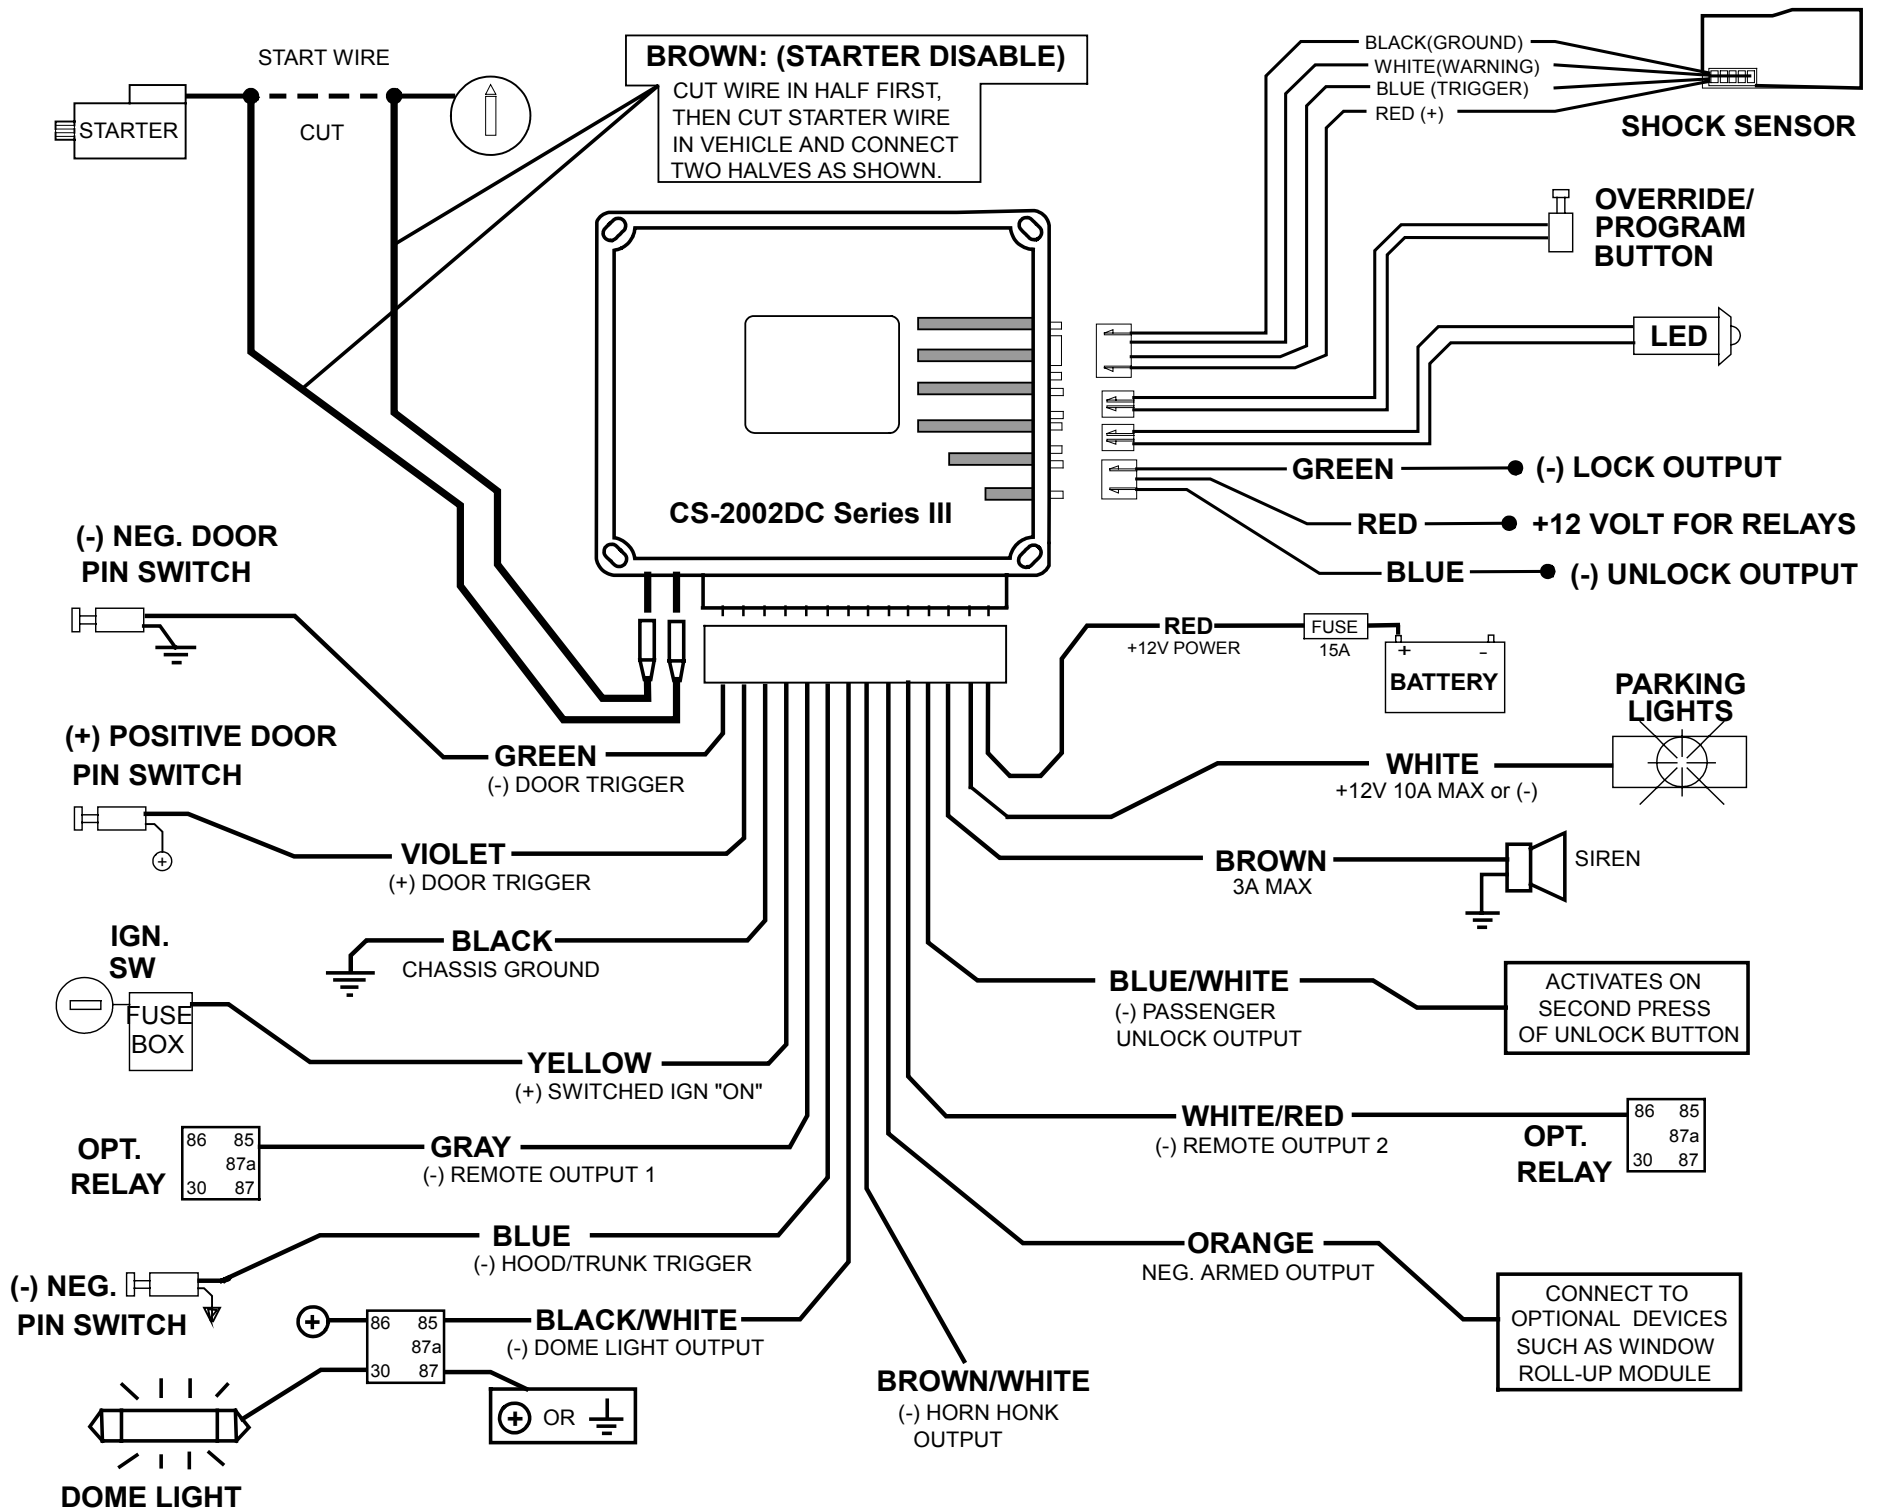 START WIRE
STARTER
CUT
BROWN: (STARTER DISABLE)
CUT WIRE IN HALF FIRST,
THEN CUT STARTER WIRE
IN VEHICLE AND CONNECT
TWO HALVES AS SHOWN.
BLACK(GROUND)
WHITE(WARNING)
BLUE (TRIGGER)
RED (+)
SHOCK SENSOR
OVERRIDE/
PROGRAM
BUTTON
LED
GREEN
(-) LOCK OUTPUT
RED
+12 VOLT FOR RELAYS
BLUE
(-) UNLOCK OUTPUT
CS-2002DC Series III
(-) NEG. DOOR
PIN SWITCH
GREEN
(-) DOOR TRIGGER
(+) POSITIVE DOOR
PIN SWITCH
+
VIOLET
(+) DOOR TRIGGER
BLACK
CHASSIS GROUND
IGN.
SW
FUSE
BOX
YELLOW
(+) SWITCHED IGN "ON"
OPT.
RELAY
86 85
87a
30 87
GRAY
(-) REMOTE OUTPUT 1
BLUE
(-) HOOD/TRUNK TRIGGER
(-) NEG.
PIN SWITCH
+
86 85
87a
30 87
BLACK/WHITE
(-) DOME LIGHT OUTPUT
+ OR
DOME LIGHT
RED
+12V POWER
FUSE
15A
+ -
BATTERY
PARKING
LIGHTS
WHITE
+12V 10A MAX or (-)
BROWN
3A MAX
SIREN
BLUE/WHITE
(-) PASSENGER
UNLOCK OUTPUT
ACTIVATES ON
SECOND PRESS
OF UNLOCK BUTTON
WHITE/RED
(-) REMOTE OUTPUT 2
OPT.
RELAY
86 85
87a
30 87
ORANGE
NEG. ARMED OUTPUT
CONNECT TO
OPTIONAL DEVICES
SUCH AS WINDOW
ROLL-UP MODULE
BROWN/WHITE
(-) HORN HONK
OUTPUT